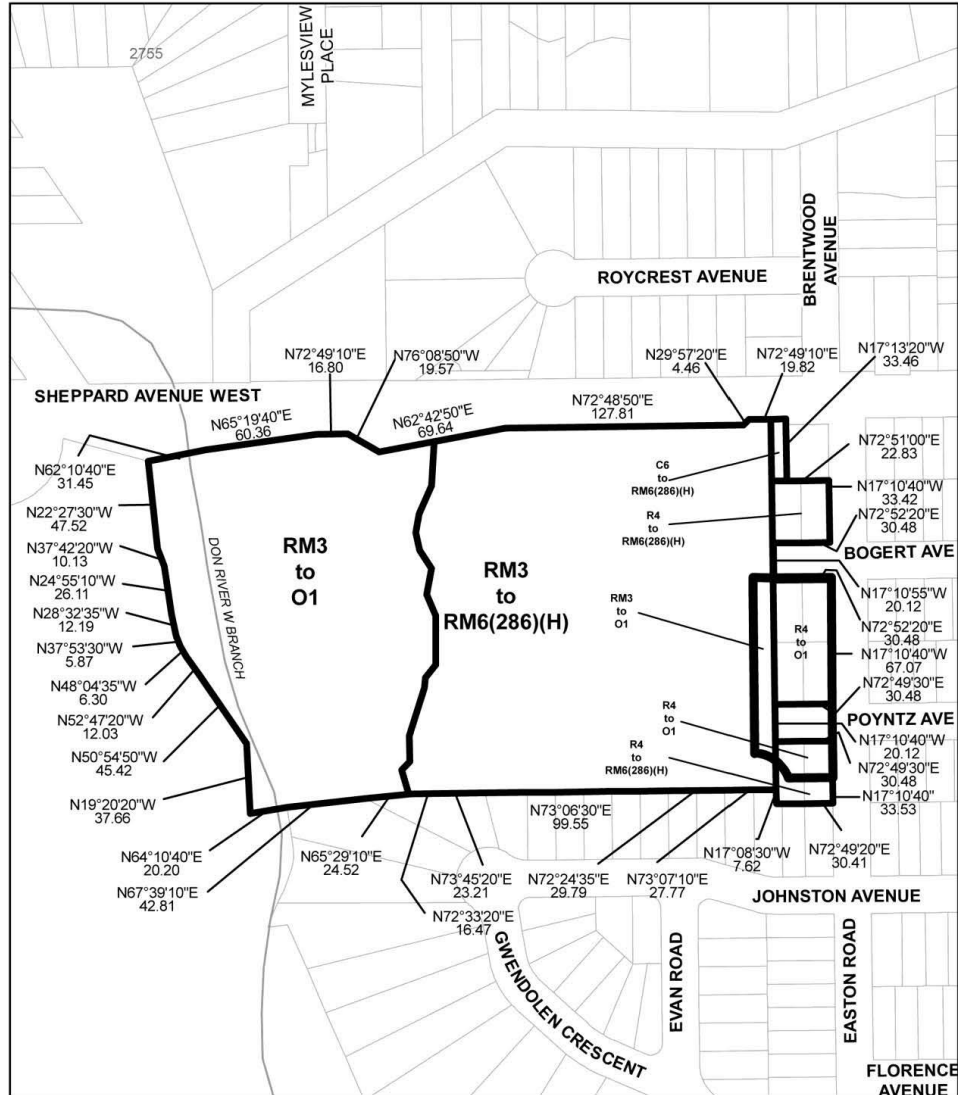 2755
MYLESVIEW
PLACE
BRENTWOOD
AVENUE
ROYCREST AVENUE
N72°49'10"E
16.80
N76°08'50"W
19.57
N29°57'20"E
4.46
N72°49'10"E
19.82
N17°13'20"W
33.46
SHEPPARD AVENUE WEST
N65°19'40"E
60.36
N62°42'50"E
69.64
N72°48'50"E
127.81
N62°10'40"E
31.45
N72°51'00"E
22.83
C6
to
RM6(286)(H)
N22°27'30"W
47.52
N17°10'40"W
33.42
R4
to
RM6(286)(H)
N72°52'20"E
30.48
N37°42'20"W
10.13
BOGERT AVE
DON RIVER W BRANCH
RM3
to
O1
RM3
to
RM6(286)(H)
N24°55'10"W
26.11
N17°10'55"W
20.12
N28°32'35"W
12.19
RM3
to
O1
N72°52'20"E
30.48
R4
to
O1
N37°53'30"W
5.87
N17°10'40"W
67.07
N48°04'35"W
6.30
N72°49'30"E
30.48
N52°47'20"W
12.03
R4
to
O1
POYNTZ AVE
N50°54'50"W
45.42
N17°10'40"W
20.12
R4
to
RM6(286)(H)
N72°49'30"E
30.48
N19°20'20"W
37.66
N17°10'40"
33.53
N73°06'30"E
99.55
N64°10'40"E
20.20
N65°29'10"E
24.52
N17°08'30"W
7.62
N72°49'20"E
30.41
N67°39'10"E
42.81
N73°45'20"E
23.21
N72°24'35"E
29.79
N73°07'10"E
27.77
N72°33'20"E
16.47
JOHNSTON AVENUE
GWENDOLEN CRESCENT
EVAN ROAD
EASTON ROAD
FLORENCE
AVENUE